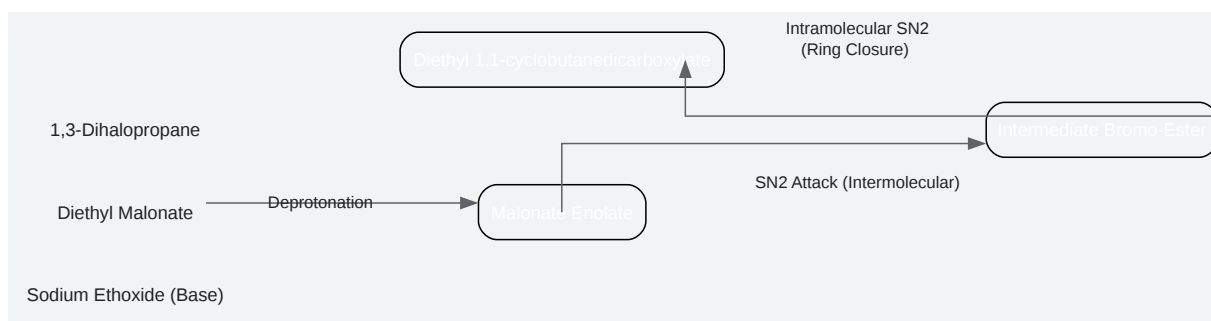 Intramolecular SN2
(Ring Closure)
Diethyl 1,1-cyclobutanedicarboxylate
1,3-Dihalopropane
Intermediate Bromo-Ester
SN2 Attack (Intermolecular)
Deprotonation
Diethyl Malonate
Malonate Enolate
Sodium Ethoxide (Base)